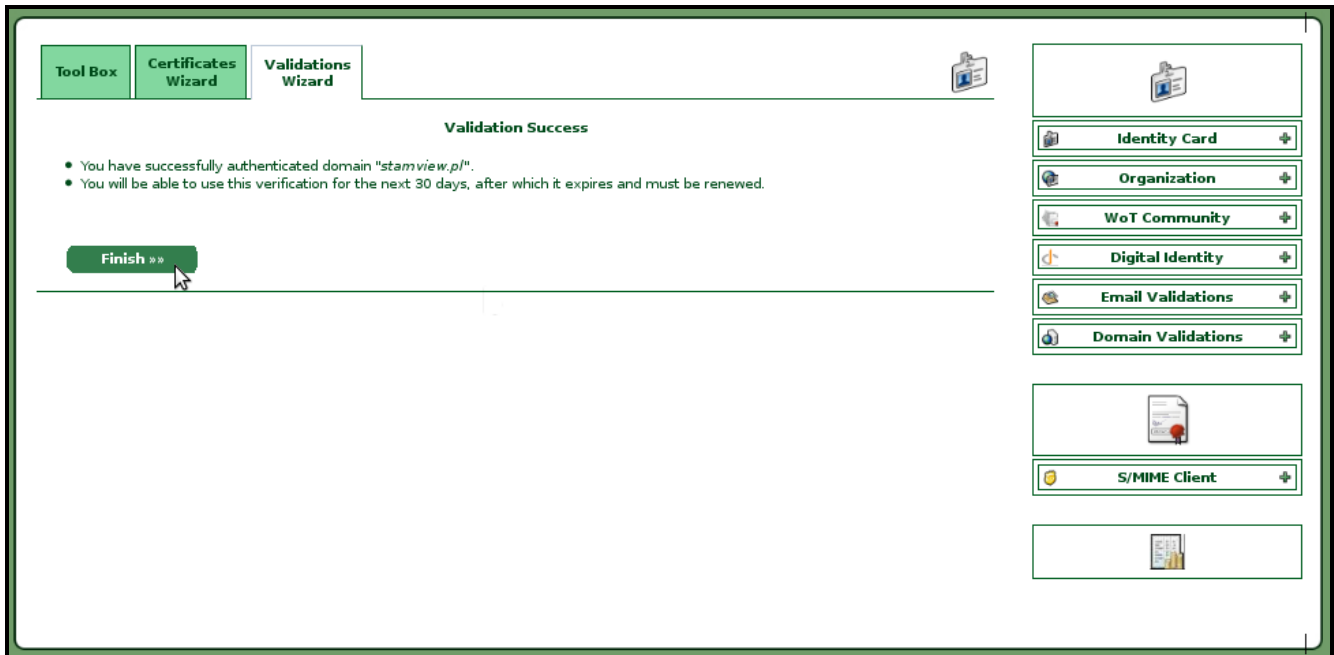 Tool Box
Certificates
Wizard
Validations
Wizard
Validation Success
You have successfully authenticated domain "stamview.pl".
You will be able to use this verification for the next 30 days, after which it expires and must be renewed.
Finish »»
Identity Card
Organization
WoT Community
Digital Identity
Email Validations
Domain Validations
S/MIME Client